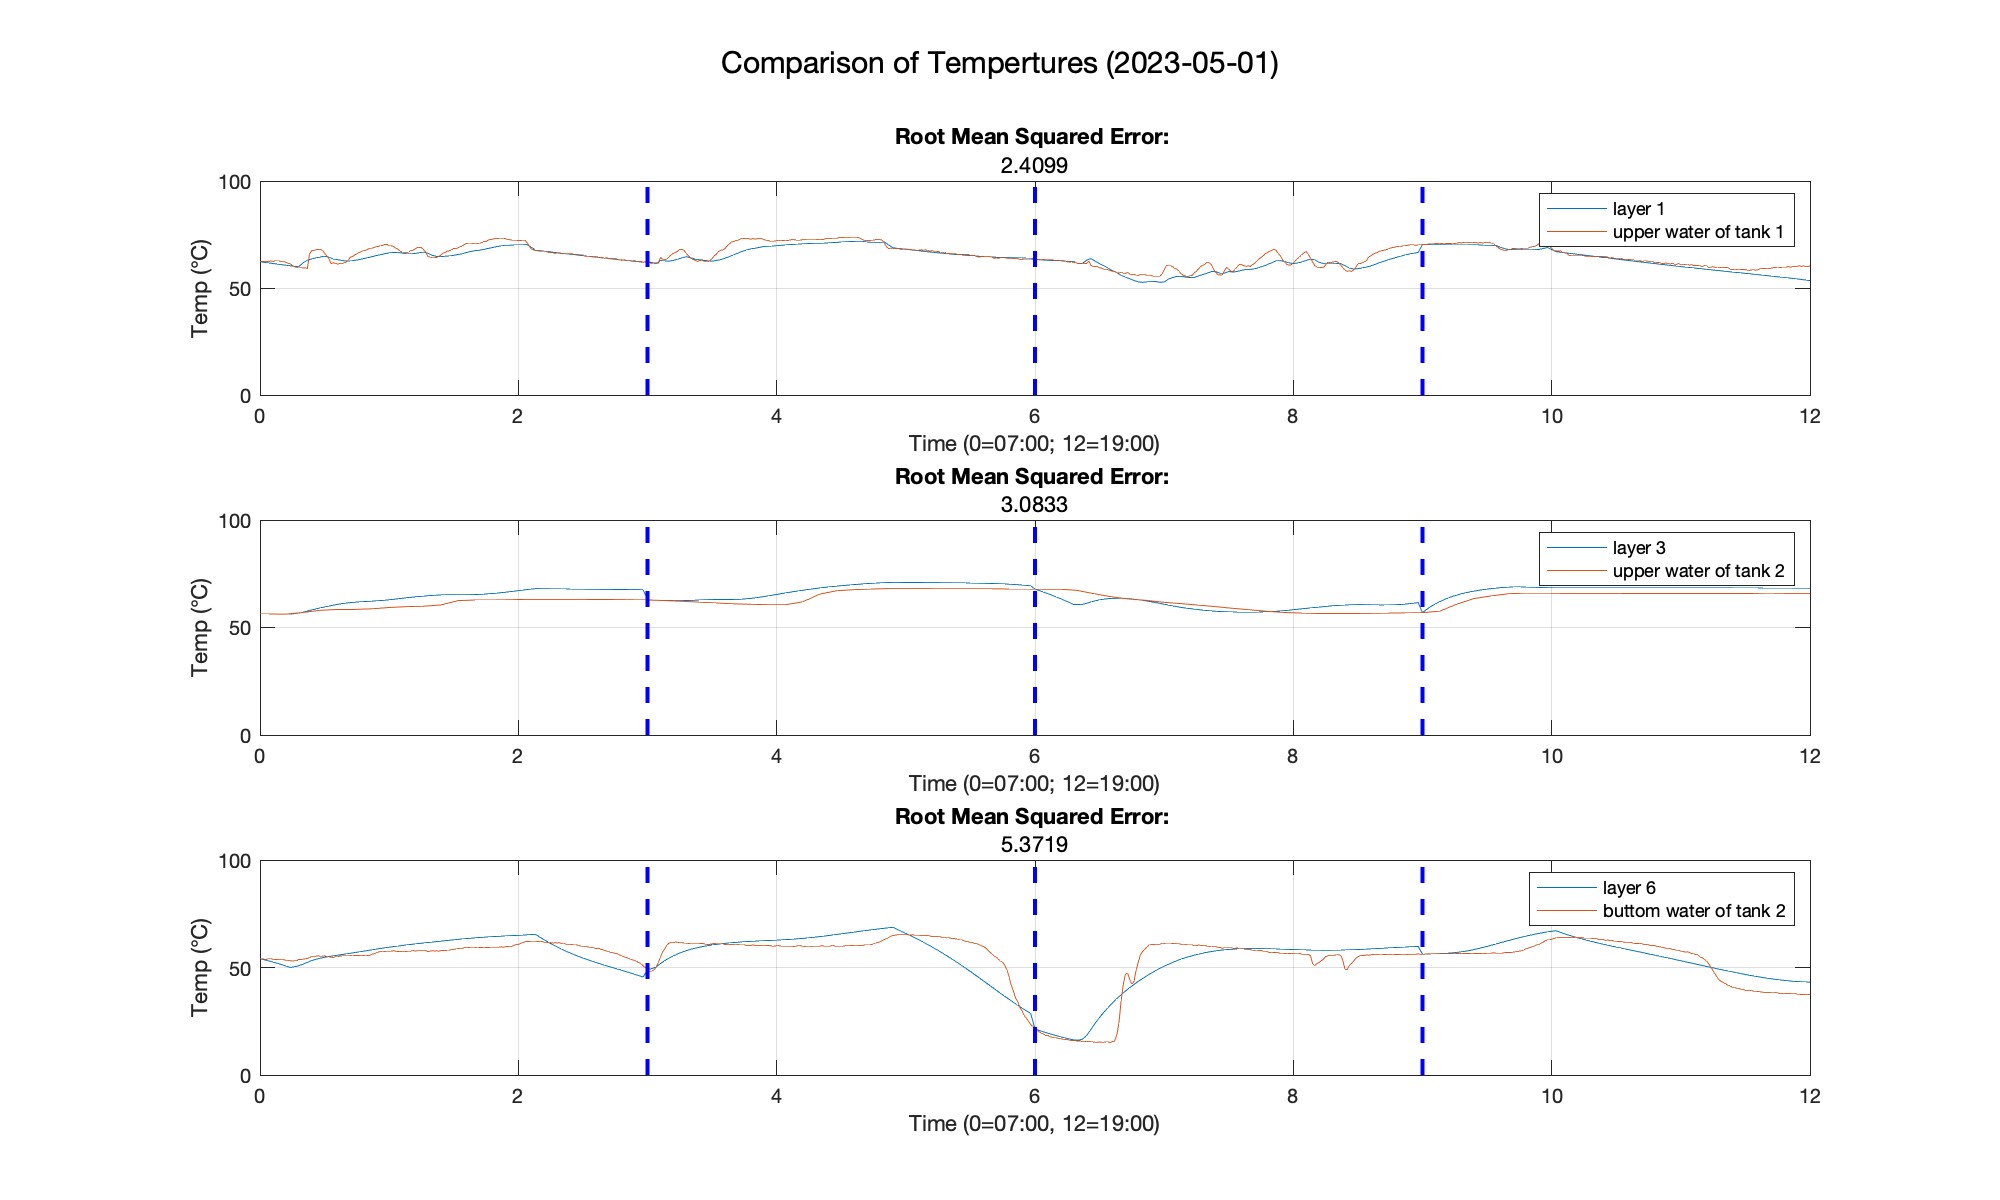 Comparison of Tempertures (2023-05-01)
Root Mean Squared Error:
2.4099
100
50
0
Temp (°C)
layer 1
upper water of tank 1
0 2 4 6 8 10 12
Time (0=07:00; 12=19:00)
Root Mean Squared Error:
3.0833
100
50
0
Temp (°C)
layer 3
upper water of tank 2
0 2 4 6 8 10 12
Time (0=07:00; 12=19:00)
Root Mean Squared Error:
5.3719
100
50
0
Temp (°C)
layer 6
buttom water of tank 2
0 2 4 6 8 10 12
Time (0=07:00, 12=19:00)